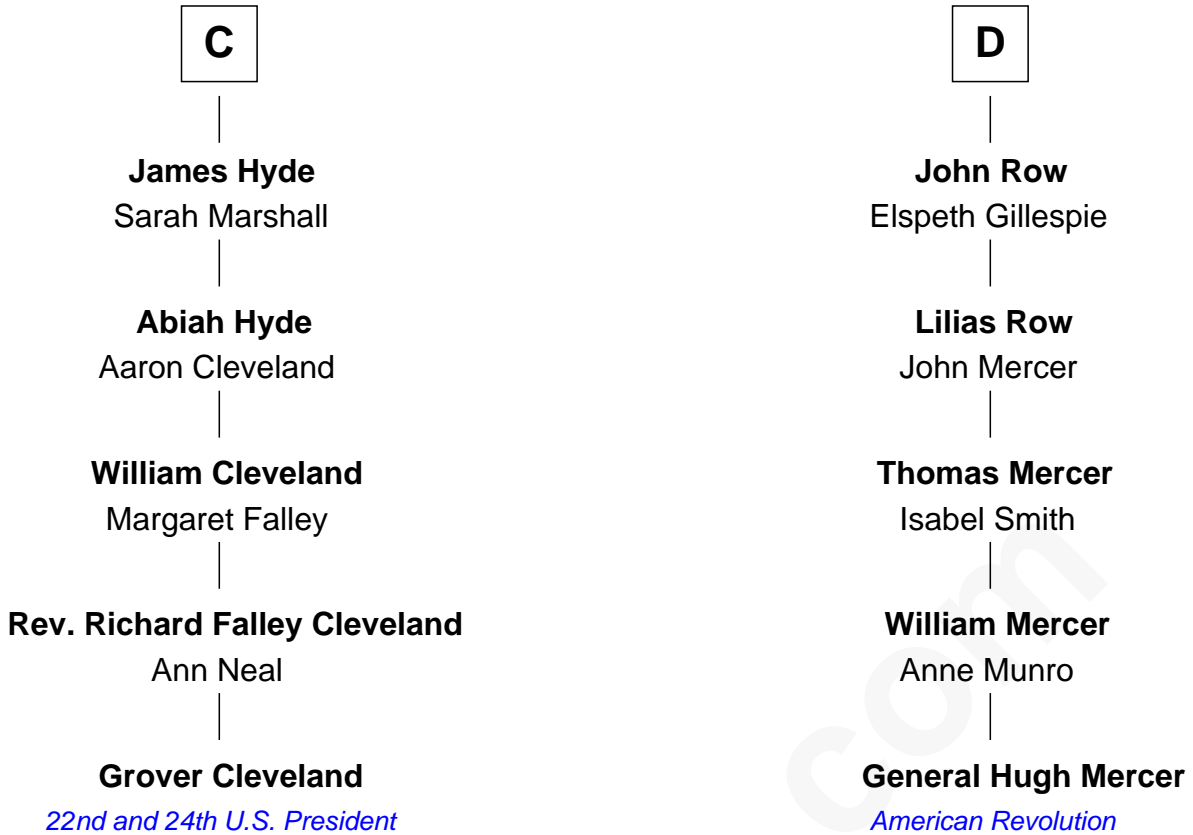 C
James Hyde
Sarah Marshall
Abiah Hyde
Aaron Cleveland
William Cleveland
Margaret Falley
Rev. Richard Falley Cleveland
Ann Neal
Grover Cleveland
22nd and 24th U.S. President
D
John Row
Elspeth Gillespie
Lilias Row
John Mercer
Thomas Mercer
Isabel Smith
William Mercer
Anne Munro
General Hugh Mercer
American Revolution
com